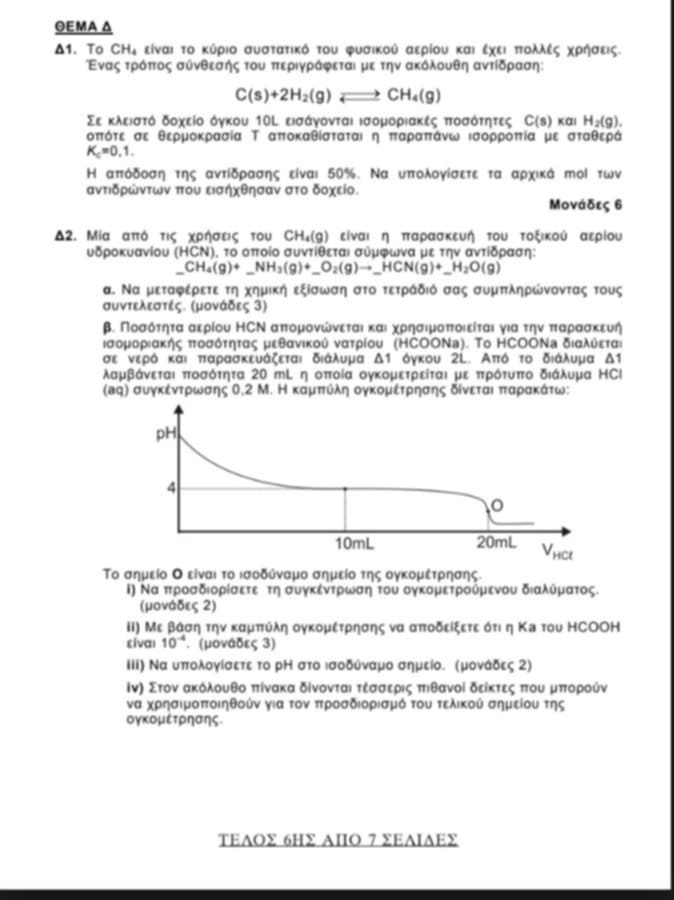 ΘΕΜΑ Δ
Δ1. Το CH₄ είναι το κύριο συστατικό του φυσικού αερίου και έχει πολλές χρήσεις.
Ένας τρόπος σύνθεσής του περιγράφεται με την ακόλουθη αντίδραση:
C(s)+2H₂(g) ⇌ CH₄(g)
Σε κλειστό δοχείο όγκου 10L εισάγονται ισομοριακές ποσότητες C(s) και H₂(g),
οπότε σε θερμοκρασία Τ αποκαθίσταται η παραπάνω ισορροπία με σταθερά
Kc=0,1.
Η απόδοση της αντίδρασης είναι 50%. Να υπολογίσετε τα αρχικά mol των
αντιδρώντων που εισήχθησαν στο δοχείο.
Μονάδες 6
Δ2. Μία από τις χρήσεις του CH₄(g) είναι η παρασκευή του τοξικού αερίου
υδροκυανίου (HCN), το οποίο συντίθεται σύμφωνα με την αντίδραση:
_CH₄(g)+ _NH₃(g)+_O₂(g)→_HCN(g)+_H₂O(g)
α. Να μεταφέρετε τη χημική εξίσωση στο τετράδιό σας συμπληρώνοντας τους
συντελεστές. (μονάδες 3)
β. Ποσότητα αερίου HCN απομονώνεται και χρησιμοποιείται για την παρασκευή
ισομοριακής ποσότητας μεθανικού νατρίου (HCOONa). Το HCOONa διαλύεται
σε νερό και παρασκευάζεται διάλυμα Δ1 όγκου 2L. Από το διάλυμα Δ1
λαμβάνεται ποσότητα 20 mL η οποία ογκομετρείται με πρότυπο διάλυμα HCl
(aq) συγκέντρωσης 0,2 Μ. Η καμπύλη ογκομέτρησης δίνεται παρακάτω:
pH
4
O
10mL
20mL
V HCℓ
Το σημείο Ο είναι το ισοδύναμο σημείο της ογκομέτρησης.
i) Να προσδιορίσετε τη συγκέντρωση του ογκομετρούμενου διαλύματος.
(μονάδες 2)
ii) Με βάση την καμπύλη ογκομέτρησης να αποδείξετε ότι η Ka του HCOOH
είναι 10⁻⁴. (μονάδες 3)
iii) Να υπολογίσετε το pH στο ισοδύναμο σημείο. (μονάδες 2)
iv) Στον ακόλουθο πίνακα δίνονται τέσσερις πιθανοί δείκτες που μπορούν
να χρησιμοποιηθούν για τον προσδιορισμό του τελικού σημείου της
ογκομέτρησης.
ΤΕΛΟΣ 6ΗΣ ΑΠΟ 7 ΣΕΛΙΔΕΣ